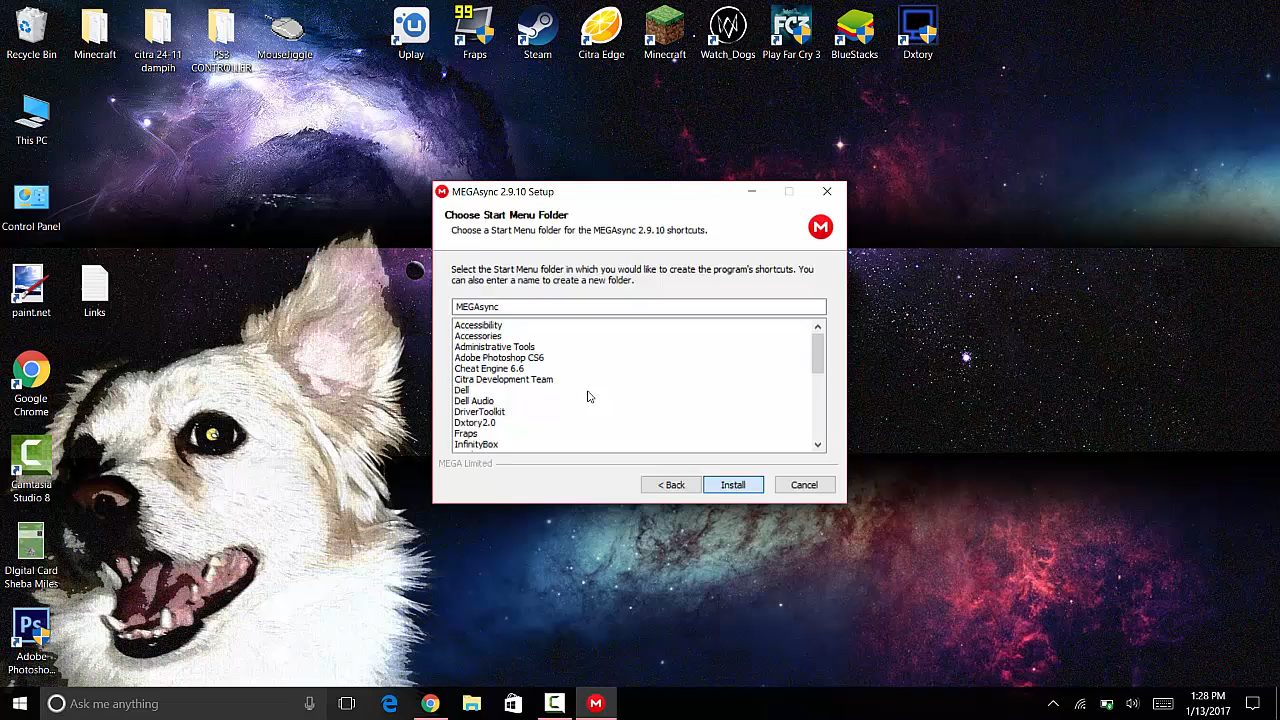 Recycle Bin
Minecraft
citra 24-11
dampih
PS3
CONTROLLER
MouseJiggle
Uplay
99
Fraps
Steam
Citra Edge
Minecraft
Watch_Dogs
FC3
Play Far Cry 3
BlueStacks
Dxtory
This PC
Control Panel
paint.net
Links
Google
Chrome
Camtasia
Studio 8
Digital Card
Sheba Miles
Ps
Adobe
Photosho...
MEGAsync 2.9.10 Setup
Choose Start Menu Folder
Choose a Start Menu folder for the MEGAsync 2.9.10 shortcuts.
Select the Start Menu folder in which you would like to create the program's shortcuts. You
can also enter a name to create a new folder.
MEGAsync
Accessibility
Accessories
Administrative Tools
Adobe Photoshop CS6
Cheat Engine 6.6
Citra Development Team
Dell
Dell Audio
DriverToolkit
Dxtory2.0
Fraps
InfinityBox
MEGA Limited
< Back
Install
Cancel
Ask me anything
1:28 PM
1/13/2017